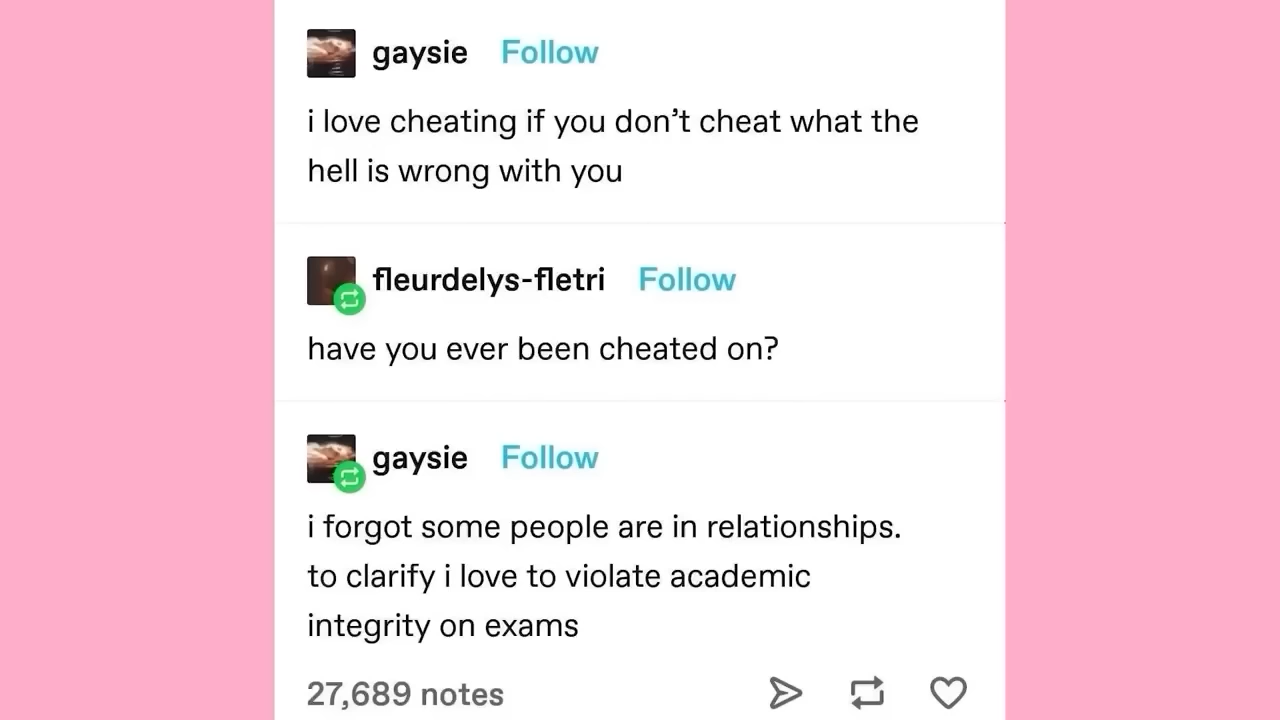 gaysie Follow
i love cheating if you don’t cheat what the
hell is wrong with you
fleurdelys-fletri Follow
have you ever been cheated on?
gaysie Follow
i forgot some people are in relationships.
to clarify i love to violate academic
integrity on exams
27,689 notes